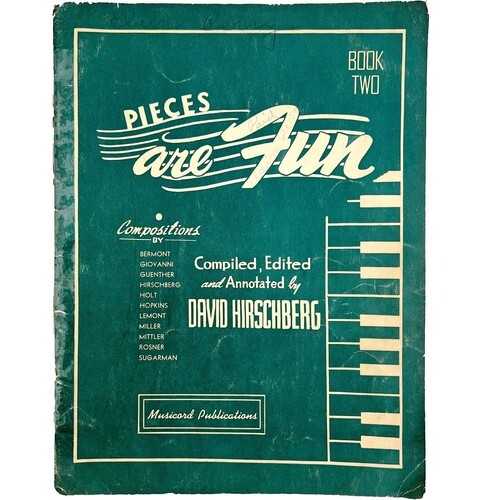 BOOK
TWO
PIECES
are Fun
Compositions
BY
BERMONT
GIOVANNI
GUENTHER
HIRSCHBERG
HOLT
HOPKINS
LEMONT
MILLER
MITTLER
ROSNER
SUGARMAN
Compiled, Edited
and Annotated by
DAVID HIRSCHBERG
Musicord Publications